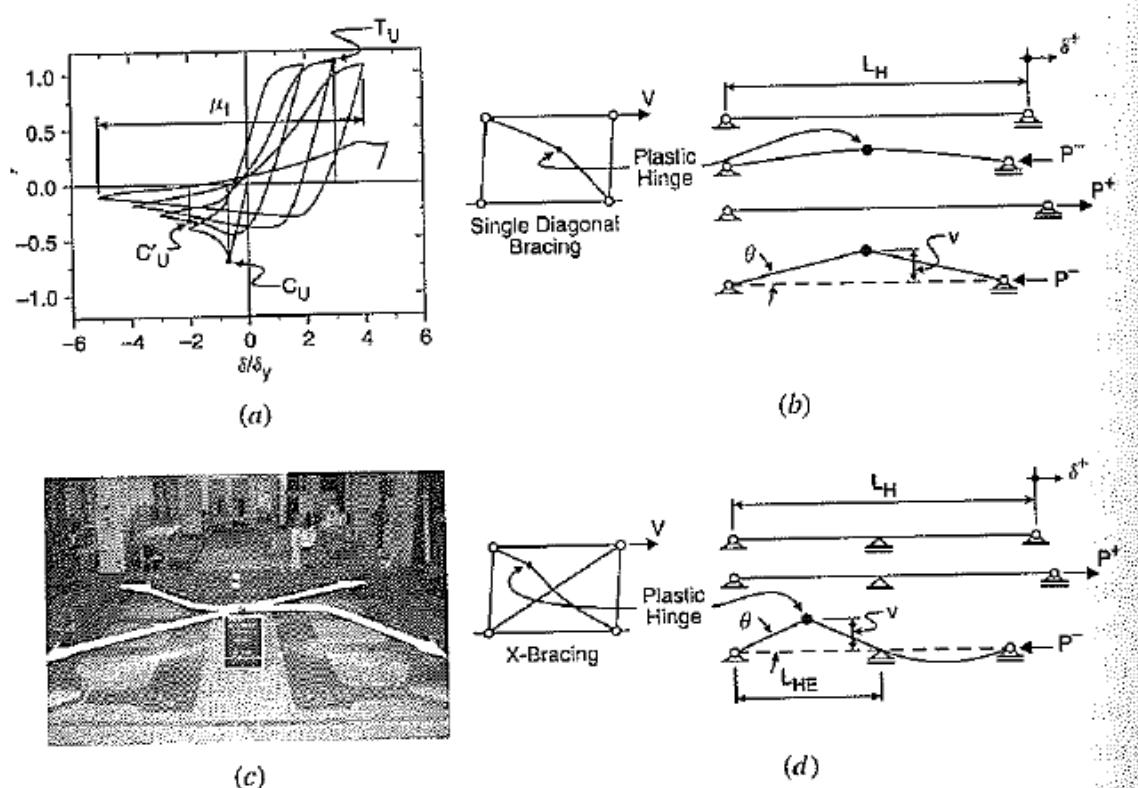 T_U
1.0
μ_t
0.5
0.0
−0.5
C'_U
C_U
−1.0
−6 −4 −2 0 2 4 6
δ/δ_y
(a)
V
Plastic
Hinge
Single Diagonal
Bracing
L_H
δ⁺
P⁻
P⁺
θ
v
P⁻
(b)
(c)
V
Plastic
Hinge
X-Bracing
L_H
δ⁺
P⁺
θ
v
P⁻
L_HE
(d)